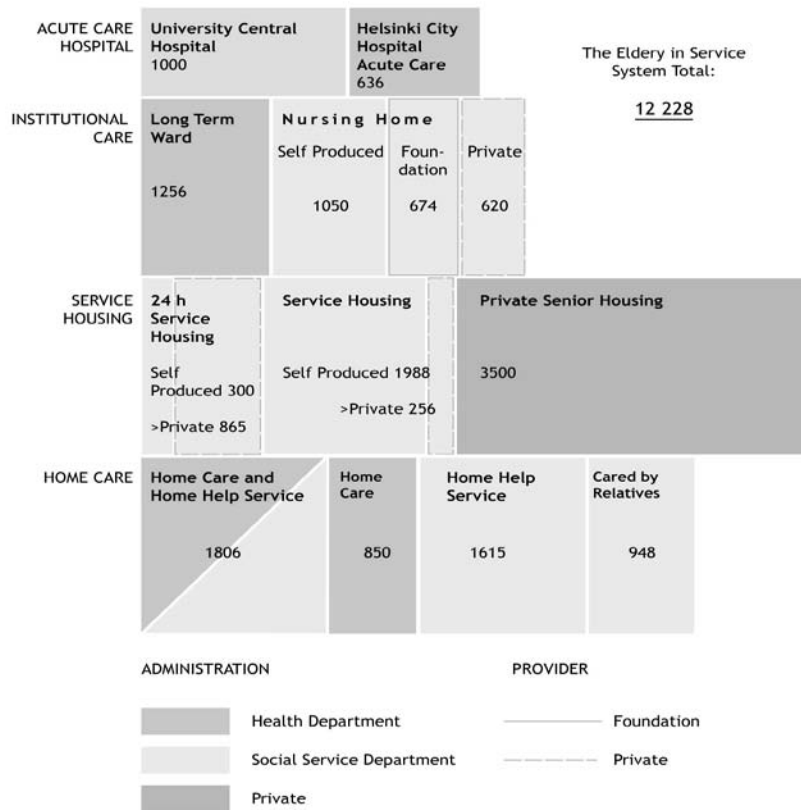 ACUTE CARE
HOSPITAL
University Central
Hospital
1000
Helsinki City
Hospital
Acute Care
636
The Eldery in Service
System Total:
12 228
INSTITUTIONAL
CARE
Long Term
Ward
1256
Nursing Home
Self Produced
1050
Foun-
dation
674
Private
620
SERVICE
HOUSING
24 h
Service
Housing
Self
Produced 300
>Private 865
Service Housing
Self Produced 1988
>Private 256
Private Senior Housing
3500
HOME CARE
Home Care and
Home Help Service
1806
Home
Care
850
Home Help
Service
1615
Cared by
Relatives
948
ADMINISTRATION
Health Department
Social Service Department
Private
PROVIDER
Foundation
Private